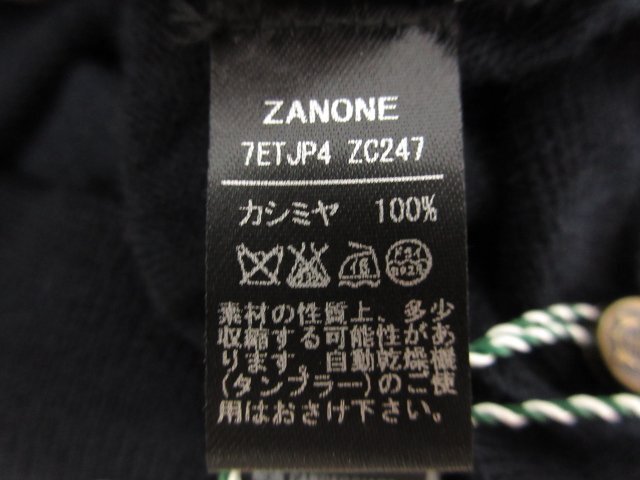 ZANONE
7ETJP4 ZC247
カシミヤ 100%
素材の性質上、多少
収縮する可能性があ
ります。自動乾燥機
(タンブラー)のご使
用はおさけ下さい。